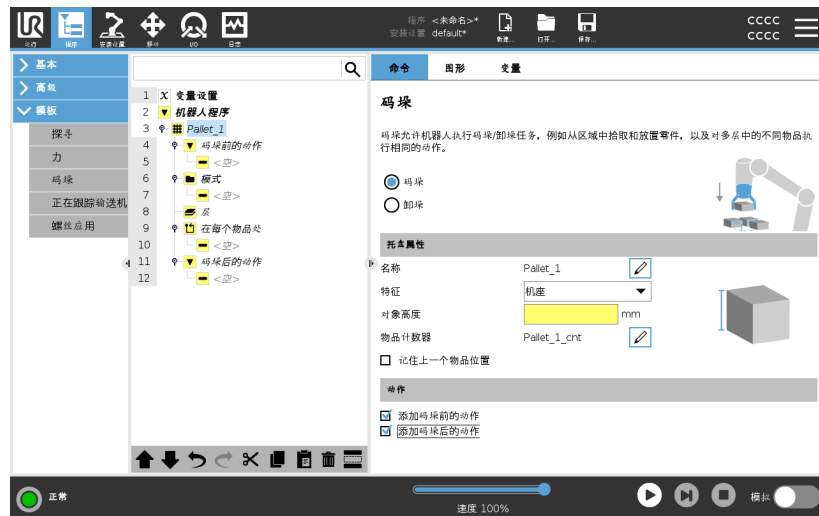 UR
运行
程序
安装设置
移动
I/O
日志
程序 <未命名>*
安装设置 default*
新建...
打开...
保存...
cccc
cccc
基本
高级
模板
探寻
力
码垛
正在跟踪输送机
螺丝应用
1 x 变量设置
2 机器人程序
3 Pallet_1
4 码垛前的动作
5 <空>
6 模式
7 <空>
8 层
9 在每个物品处
10 <空>
11 码垛后的动作
12 <空>
命令 图形 变量
码垛
码垛允许机器人执行码垛/卸垛任务，例如从区域中拾取和放置零件，以及对多层中的不同物品执
行相同的动作。
码垛
卸垛
托盘属性
名称 Pallet_1
特征 机座
对象高度 mm
物品计数器 Pallet_1_cnt
记住上一个物品位置
动作
添加码垛前的动作
添加码垛后的动作
正常
速度 100%
模拟